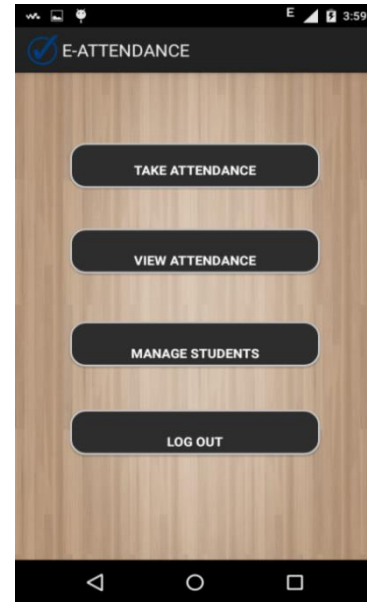 E 3:59
E-ATTENDANCE
TAKE ATTENDANCE
VIEW ATTENDANCE
MANAGE STUDENTS
LOG OUT